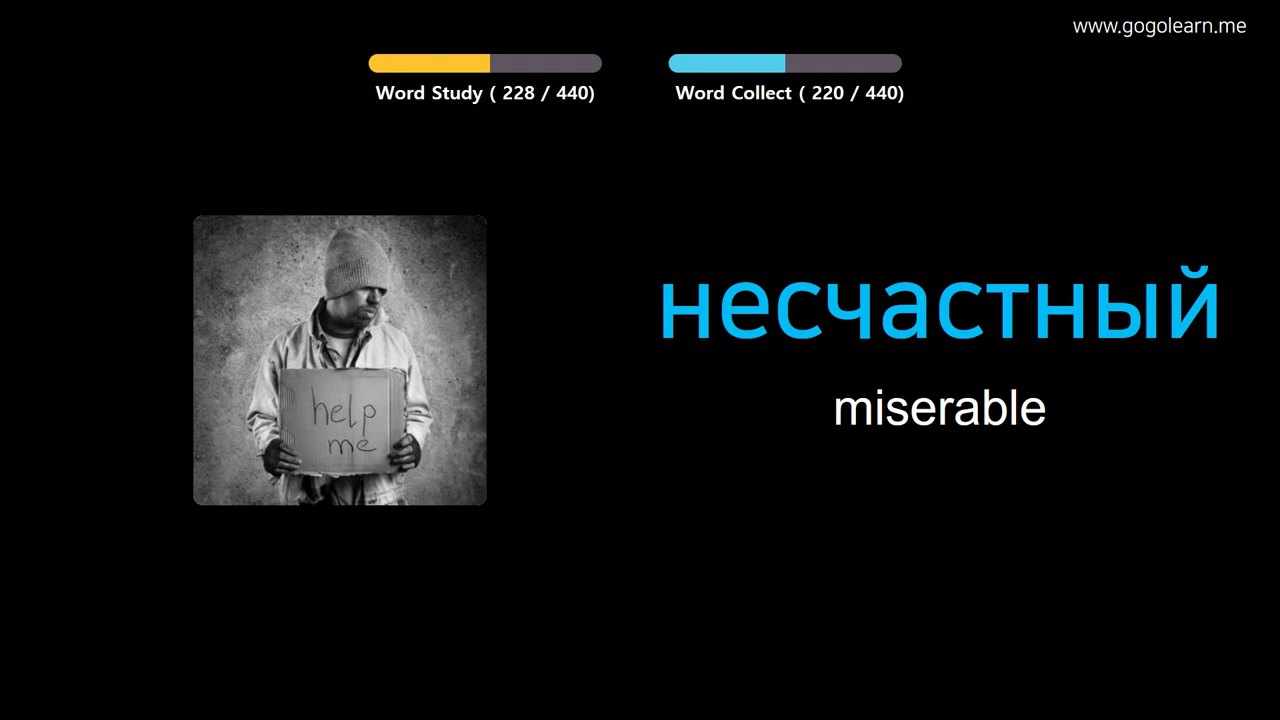 www.gogolearn.me
Word Study ( 228 / 440)
Word Collect ( 220 / 440)
несчастный
miserable
help
me